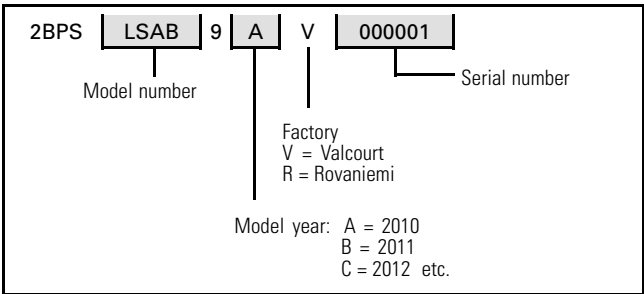 2BPS LSAB 9 A V 000001
Model number
Serial number
Factory
V = Valcourt
R = Rovaniemi
Model year: A = 2010
B = 2011
C = 2012 etc.